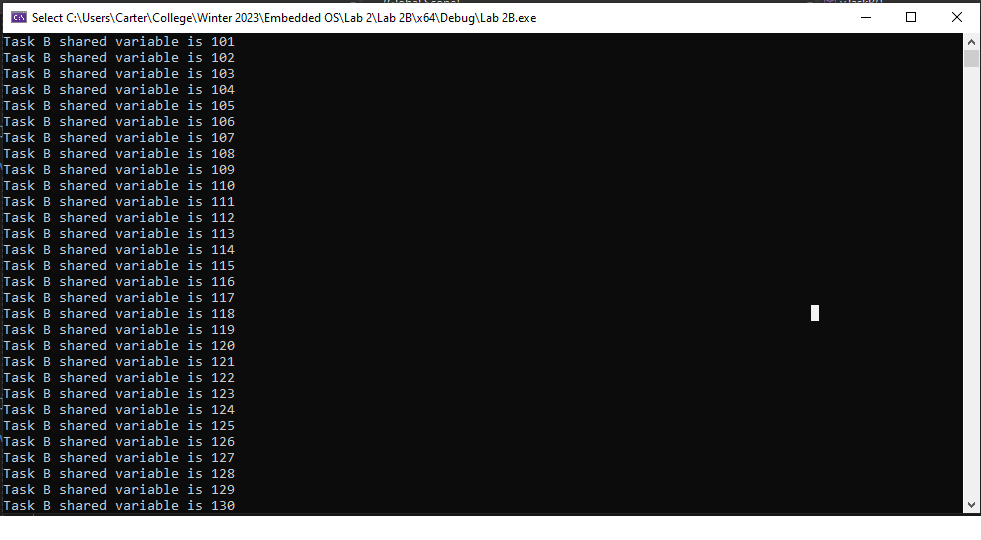 Select C:\Users\Carter\College\Winter 2023\Embedded OS\Lab 2\Lab 2B\x64\Debug\Lab 2B.exe
Task B shared variable is 101
Task B shared variable is 102
Task B shared variable is 103
Task B shared variable is 104
Task B shared variable is 105
Task B shared variable is 106
Task B shared variable is 107
Task B shared variable is 108
Task B shared variable is 109
Task B shared variable is 110
Task B shared variable is 111
Task B shared variable is 112
Task B shared variable is 113
Task B shared variable is 114
Task B shared variable is 115
Task B shared variable is 116
Task B shared variable is 117
Task B shared variable is 118
Task B shared variable is 119
Task B shared variable is 120
Task B shared variable is 121
Task B shared variable is 122
Task B shared variable is 123
Task B shared variable is 124
Task B shared variable is 125
Task B shared variable is 126
Task B shared variable is 127
Task B shared variable is 128
Task B shared variable is 129
Task B shared variable is 130